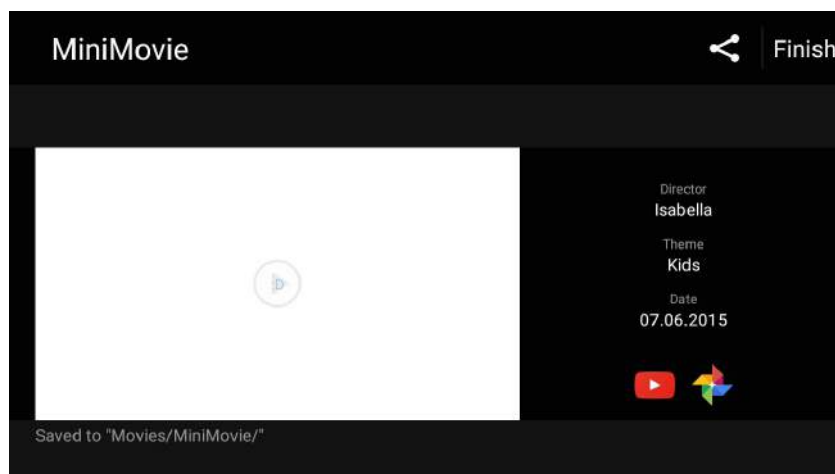 MiniMovie
Finish
D
Director
Isabella
Theme
Kids
Date
07.06.2015
Saved to "Movies/MiniMovie/"